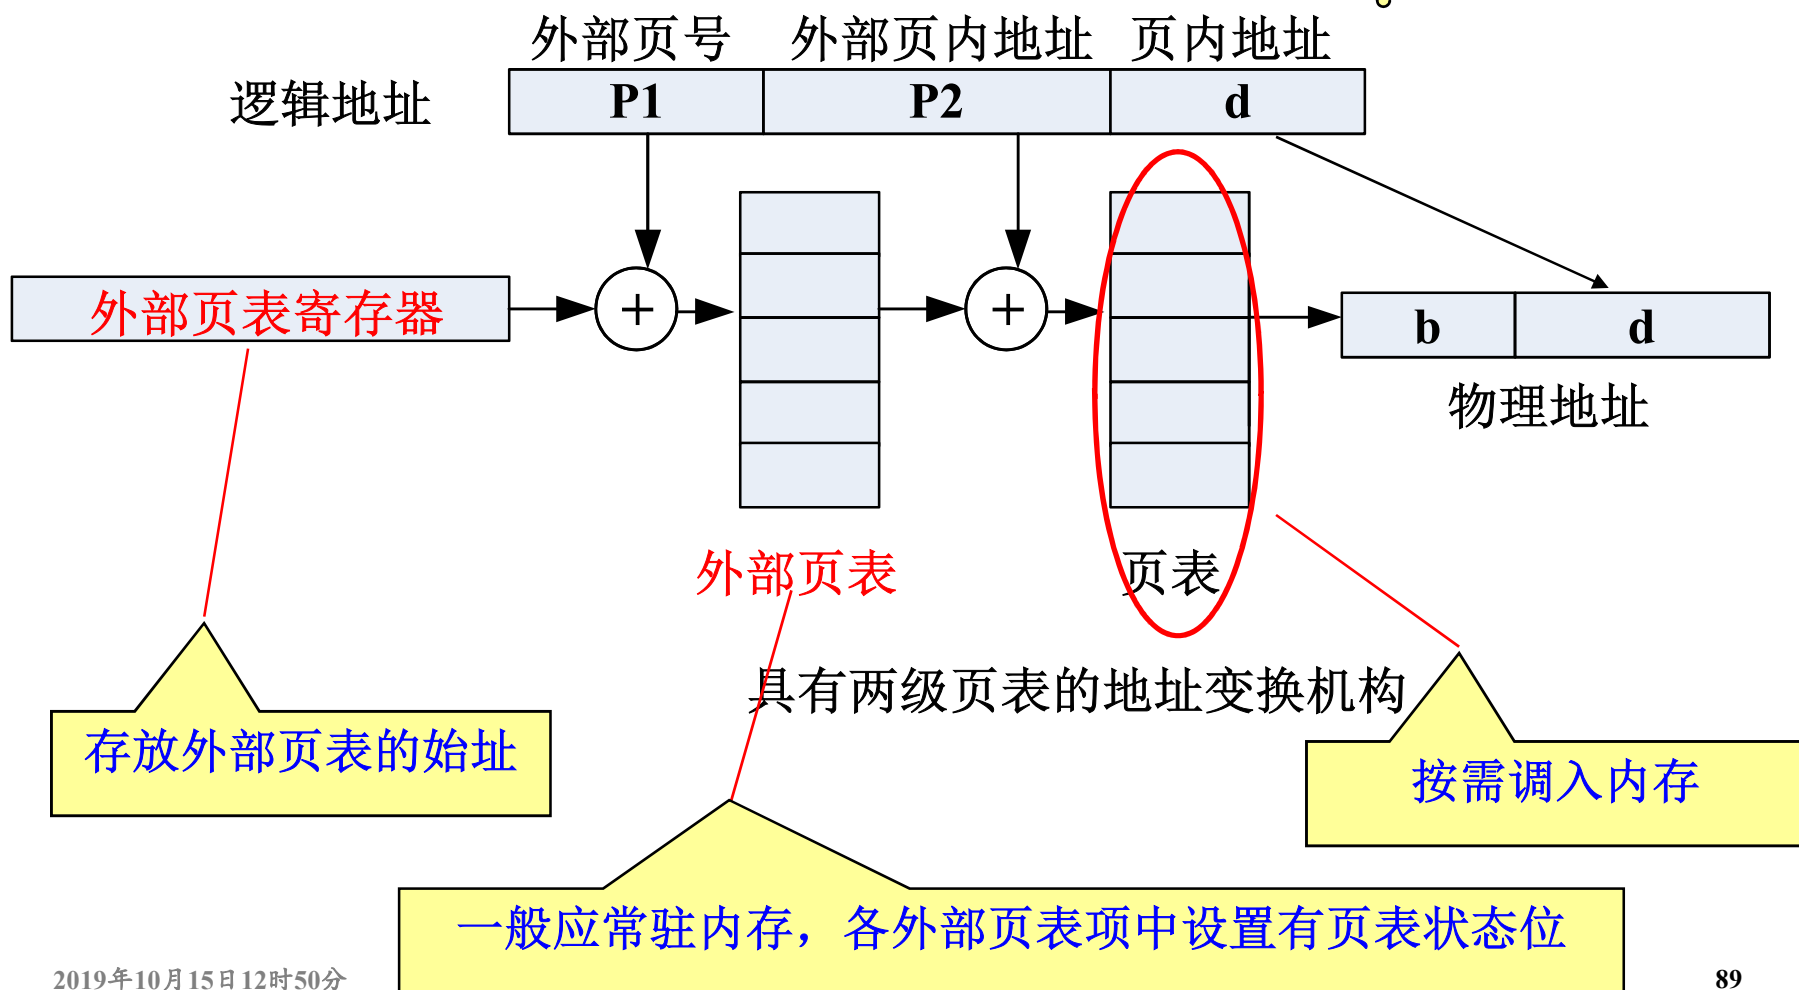 外部页号 外部页内地址 页内地址
逻辑地址 P1 P2 d
外部页表寄存器 + + b d
物理地址
外部页表 页表
具有两级页表的地址变换机构
存放外部页表的始址
按需调入内存
一般应常驻内存，各外部页表项中设置有页表状态位
2019年10月15日12时50分 89